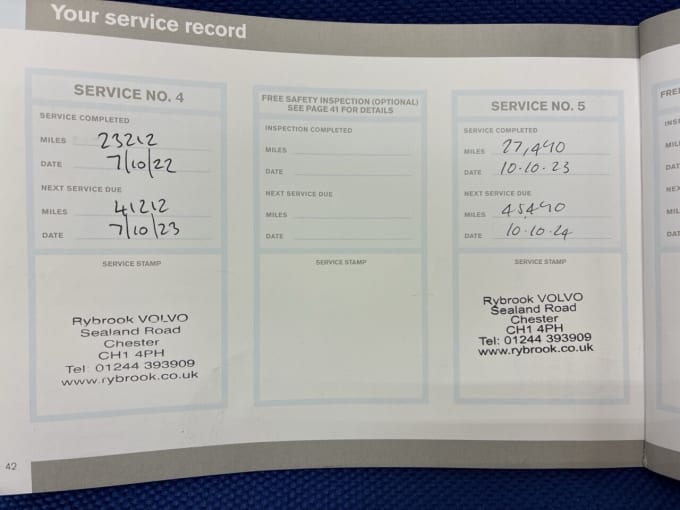 Your service record
SERVICE NO. 4
SERVICE COMPLETED
MILES 23212
DATE 7/10/22
NEXT SERVICE DUE
MILES 41212
DATE 7/10/23
SERVICE STAMP
Rybrook VOLVO
Sealand Road
Chester
CH1 4PH
Tel: 01244 393909
www.rybrook.co.uk
FREE SAFETY INSPECTION (OPTIONAL)
SEE PAGE 41 FOR DETAILS
INSPECTION COMPLETED
MILES
DATE
NEXT SERVICE DUE
MILES
DATE
SERVICE STAMP
SERVICE NO. 5
SERVICE COMPLETED
MILES 27,490
DATE 10.10.23
NEXT SERVICE DUE
MILES 45,490
DATE 10.10.24
SERVICE STAMP
Rybrook VOLVO
Sealand Road
Chester
CH1 4PH
Tel: 01244 393909
www.rybrook.co.uk
42